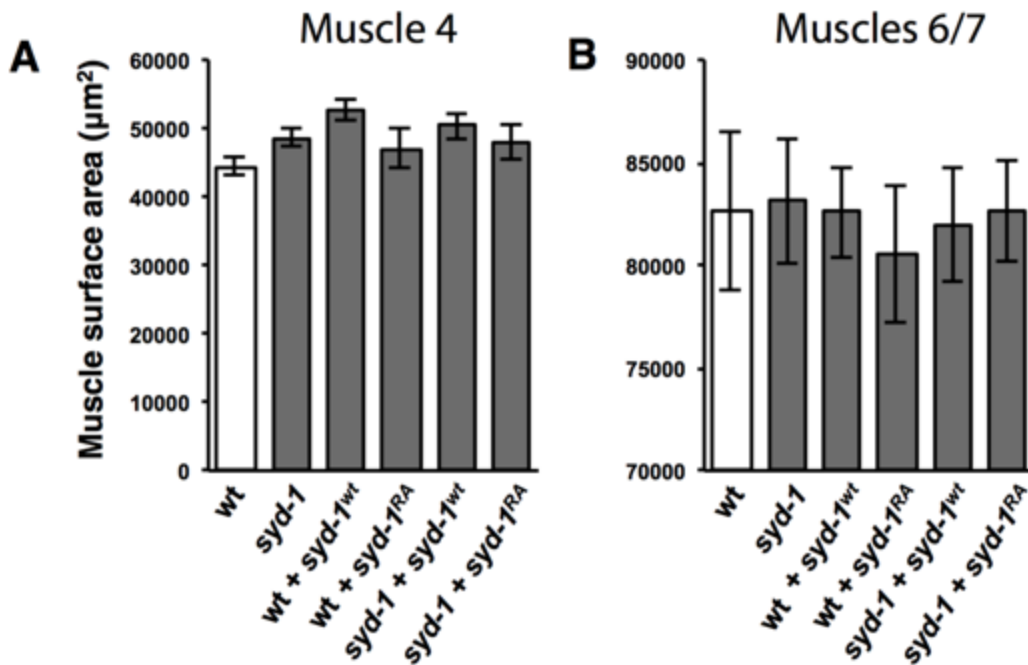 A
Muscle 4
Muscle surface area (µm²)
60000
50000
40000
30000
20000
10000
0
wt
syd-1
wt + syd-1ʷᵗ
wt + syd-1ᴿᴬ
syd-1 + syd-1ʷᵗ
syd-1 + syd-1ᴿᴬ
B
Muscles 6/7
90000
85000
80000
75000
70000
wt
syd-1
wt + syd-1ʷᵗ
wt + syd-1ᴿᴬ
syd-1 + syd-1ʷᵗ
syd-1 + syd-1ᴿᴬ